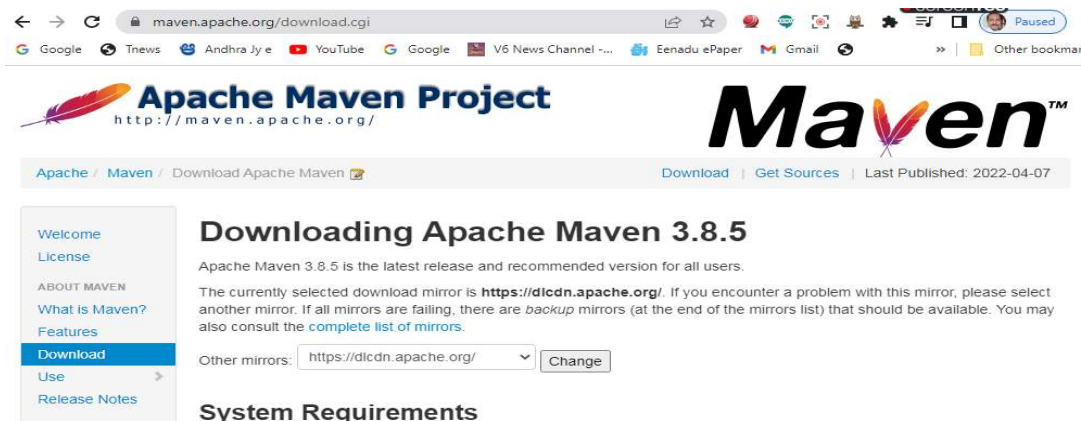 maven.apache.org/download.cgi
Paused
Google Tnews Andhra Jy e YouTube Google V6 News Channel -... Eenadu ePaper Gmail » Other bookmar
Apache Maven Project
http://maven.apache.org/
Maven™
Apache / Maven / Download Apache Maven
Download | Get Sources | Last Published: 2022-04-07
Welcome
License
ABOUT MAVEN
What is Maven?
Features
Download
Use
Release Notes
Downloading Apache Maven 3.8.5
Apache Maven 3.8.5 is the latest release and recommended version for all users.
The currently selected download mirror is https://dlcdn.apache.org/. If you encounter a problem with this mirror, please select
another mirror. If all mirrors are failing, there are backup mirrors (at the end of the mirrors list) that should be available. You may
also consult the complete list of mirrors.
Other mirrors: https://dlcdn.apache.org/ Change
System Requirements